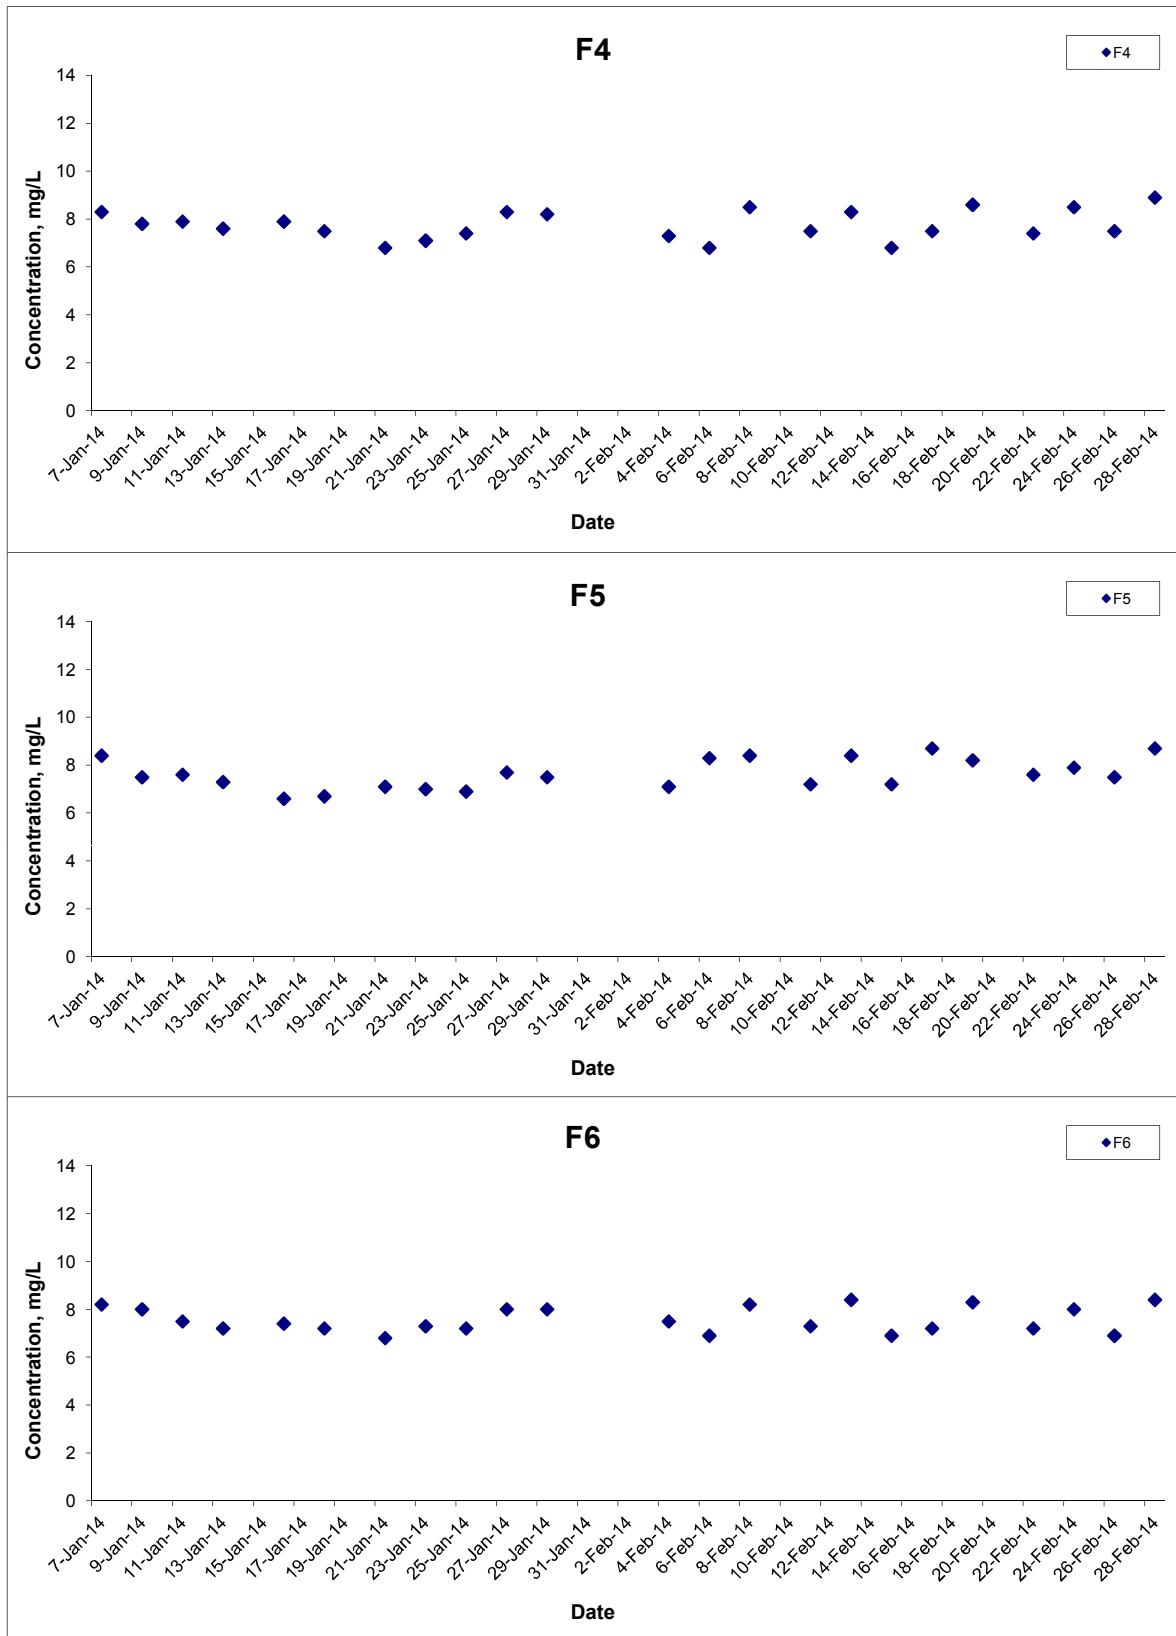 F4
F4
14
12
10
8
6
4
2
0
Concentration, mg/L
7-Jan-14
9-Jan-14
11-Jan-14
13-Jan-14
15-Jan-14
17-Jan-14
19-Jan-14
21-Jan-14
23-Jan-14
25-Jan-14
27-Jan-14
29-Jan-14
31-Jan-14
2-Feb-14
4-Feb-14
6-Feb-14
8-Feb-14
10-Feb-14
12-Feb-14
14-Feb-14
16-Feb-14
18-Feb-14
20-Feb-14
22-Feb-14
24-Feb-14
26-Feb-14
28-Feb-14
Date
F5
F5
14
12
10
8
6
4
2
0
Concentration, mg/L
7-Jan-14
9-Jan-14
11-Jan-14
13-Jan-14
15-Jan-14
17-Jan-14
19-Jan-14
21-Jan-14
23-Jan-14
25-Jan-14
27-Jan-14
29-Jan-14
31-Jan-14
2-Feb-14
4-Feb-14
6-Feb-14
8-Feb-14
10-Feb-14
12-Feb-14
14-Feb-14
16-Feb-14
18-Feb-14
20-Feb-14
22-Feb-14
24-Feb-14
26-Feb-14
28-Feb-14
Date
F6
F6
14
12
10
8
6
4
2
0
Concentration, mg/L
7-Jan-14
9-Jan-14
11-Jan-14
13-Jan-14
15-Jan-14
17-Jan-14
19-Jan-14
21-Jan-14
23-Jan-14
25-Jan-14
27-Jan-14
29-Jan-14
31-Jan-14
2-Feb-14
4-Feb-14
6-Feb-14
8-Feb-14
10-Feb-14
12-Feb-14
14-Feb-14
16-Feb-14
18-Feb-14
20-Feb-14
22-Feb-14
24-Feb-14
26-Feb-14
28-Feb-14
Date